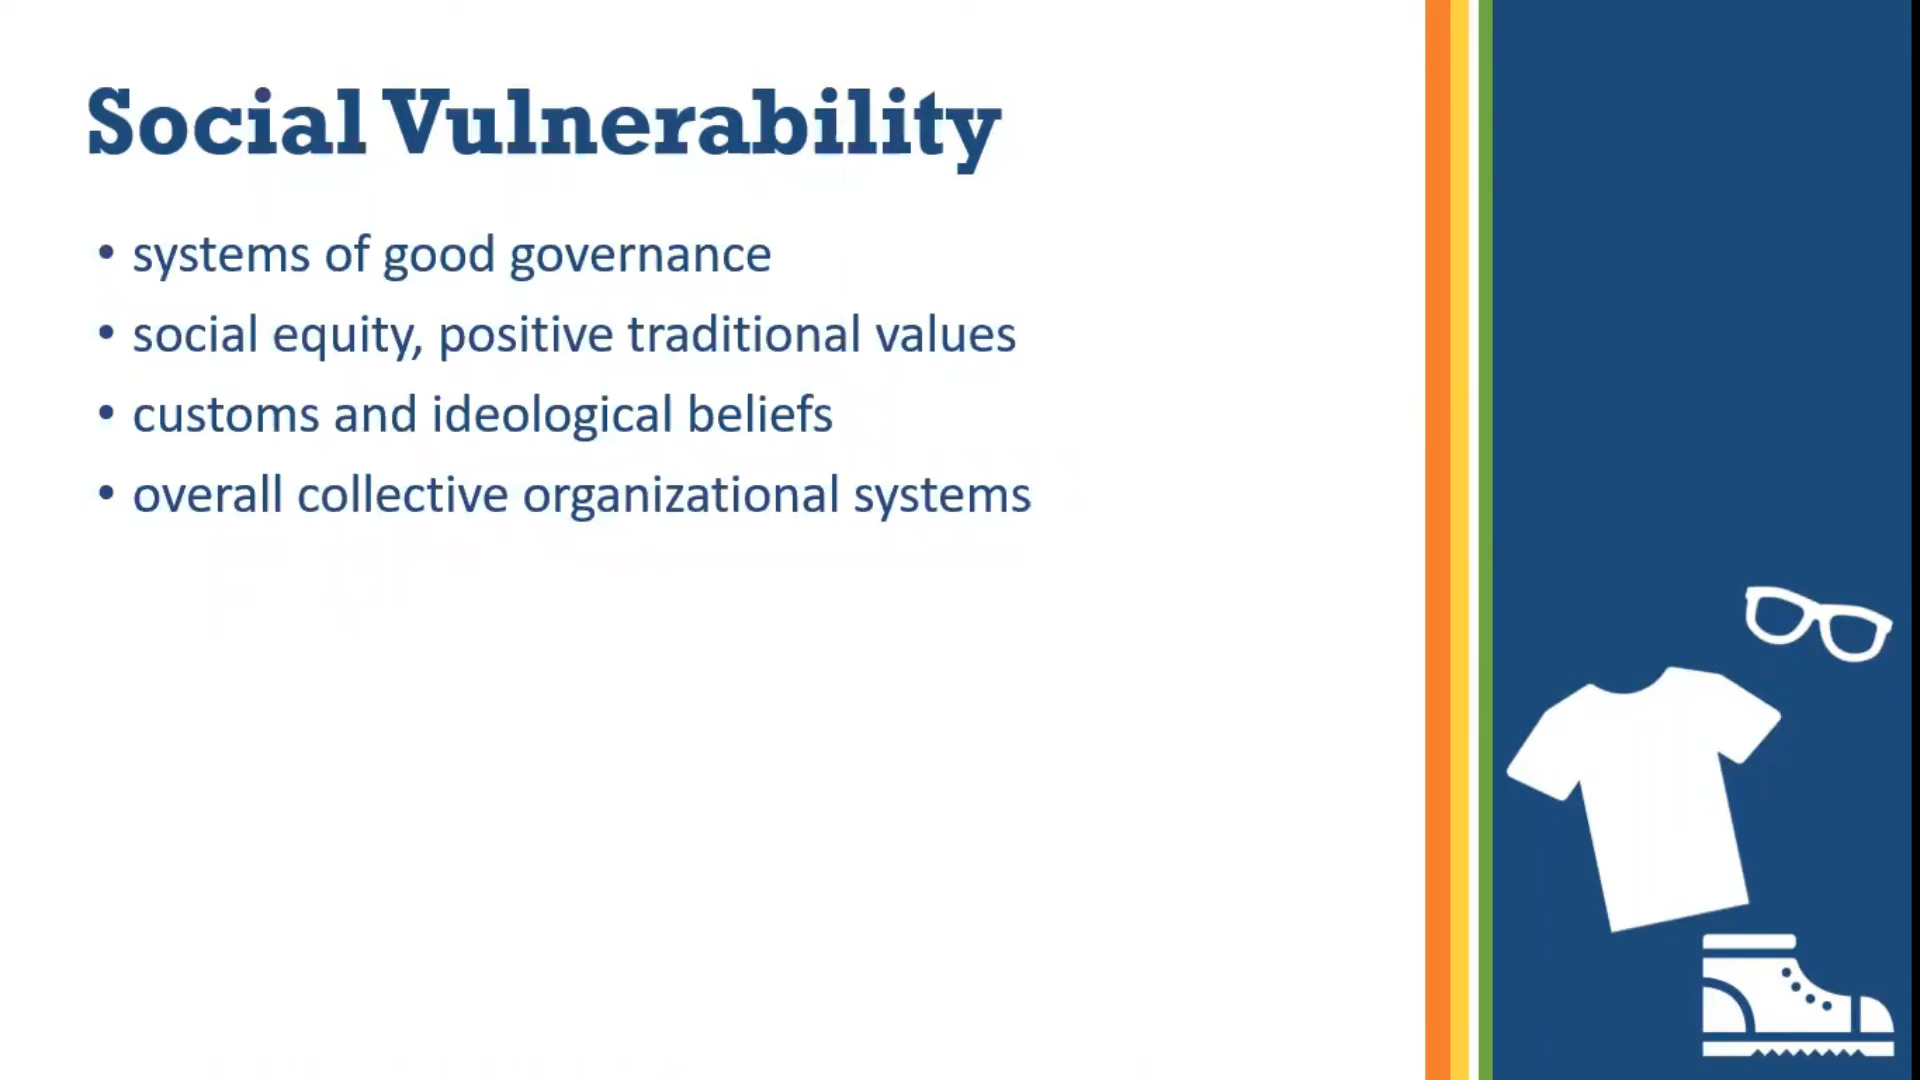 Social Vulnerability
• systems of good governance
• social equity, positive traditional values
• customs and ideological beliefs
• overall collective organizational systems